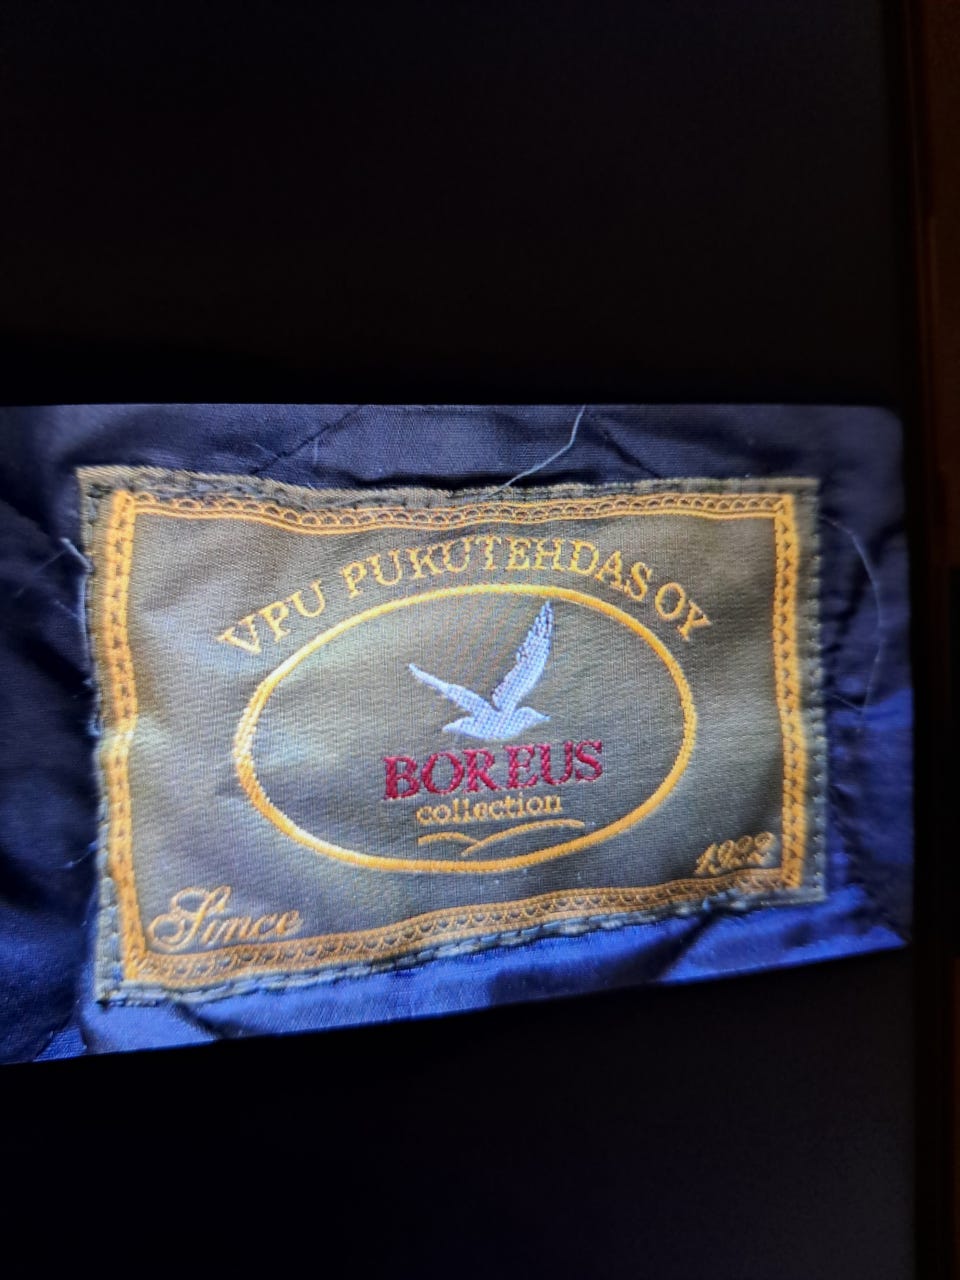 VPU PUKUTEHDAS OY
BOREUS
collection
Since 1922